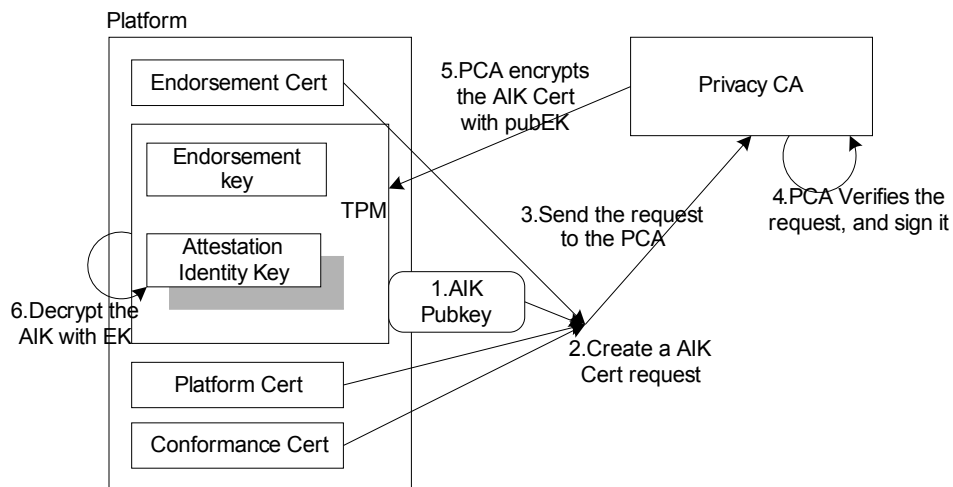 Platform
Endorsement Cert
Endorsement
key
TPM
Attestation
Identity Key
6.Decrypt the
AIK with EK
1.AIK
Pubkey
Platform Cert
Conformance Cert
2.Create a AIK
Cert request
3.Send the request
to the PCA
Privacy CA
4.PCA Verifies the
request, and sign it
5.PCA encrypts
the AIK Cert
with pubEK